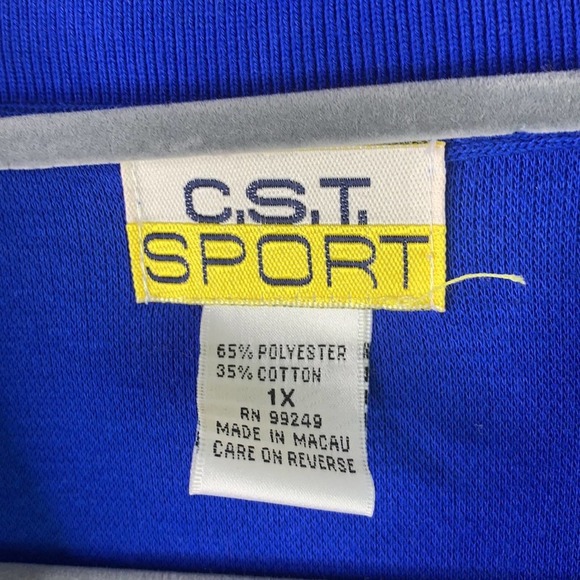 C.S.T.
SPORT
65% POLYESTER
35% COTTON
1X
RN 99249
MADE IN MACAU
CARE ON REVERSE